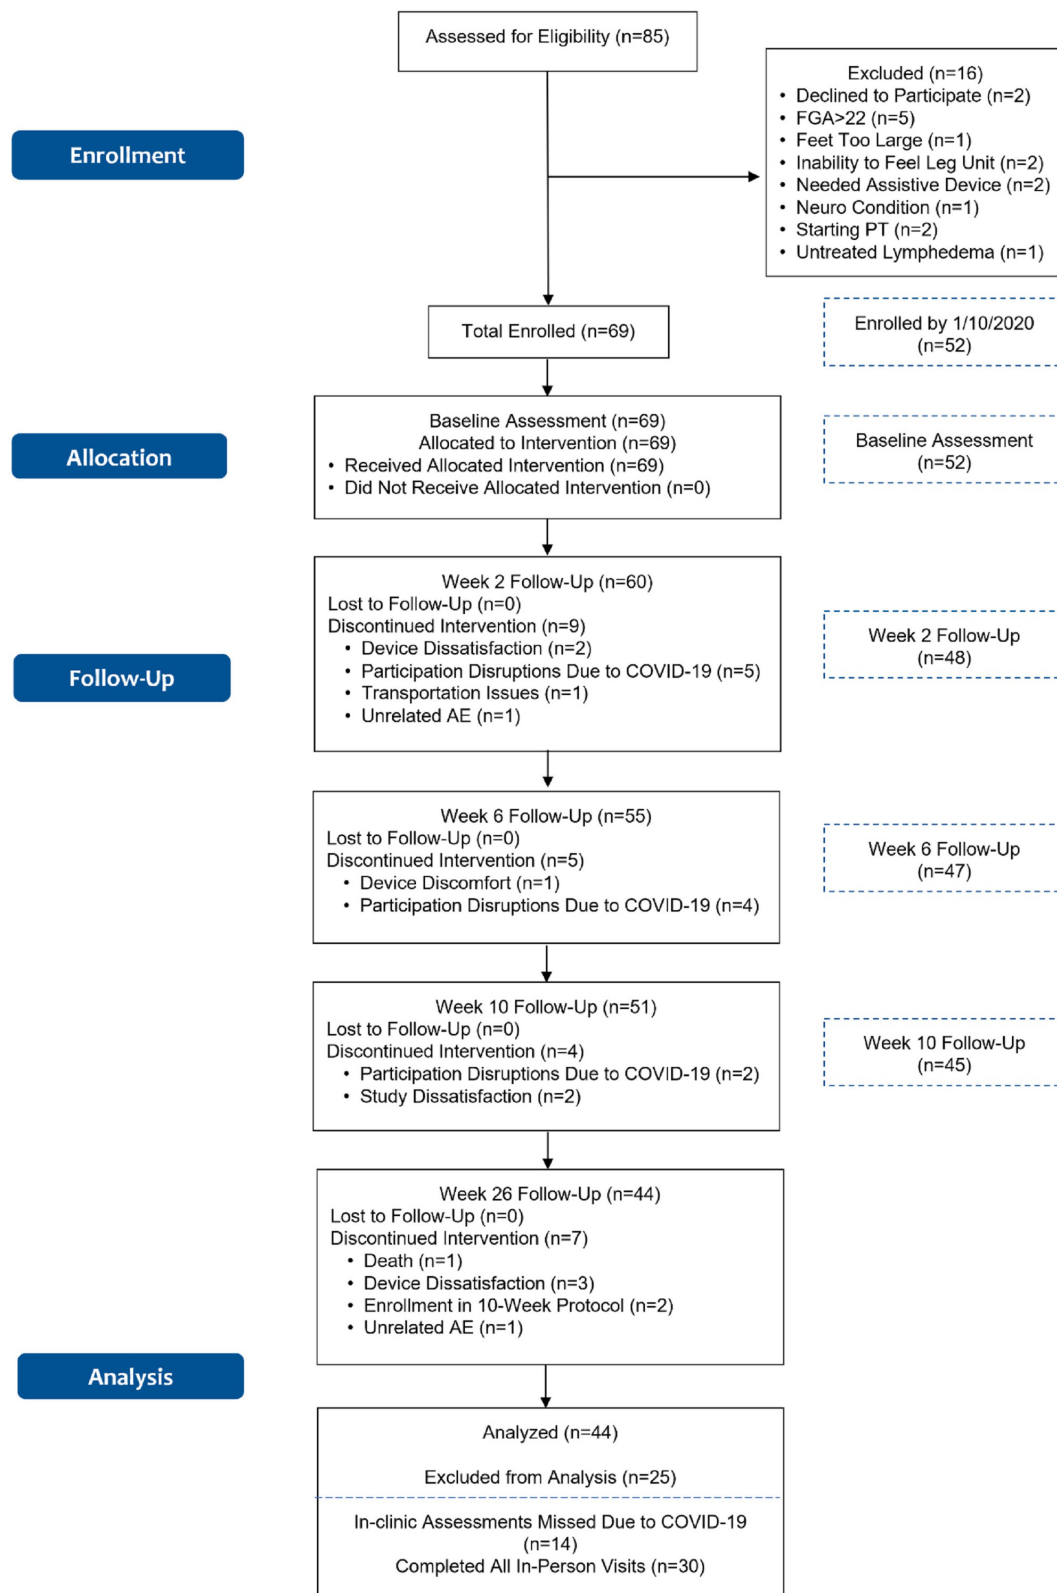 Assessed for Eligibility (n=85)
Excluded (n=16)
• Declined to Participate (n=2)
• FGA>22 (n=5)
• Feet Too Large (n=1)
• Inability to Feel Leg Unit (n=2)
• Needed Assistive Device (n=2)
• Neuro Condition (n=1)
• Starting PT (n=2)
• Untreated Lymphedema (n=1)
Enrollment
Total Enrolled (n=69)
Enrolled by 1/10/2020
(n=52)
Allocation
Baseline Assessment (n=69)
Allocated to Intervention (n=69)
• Received Allocated Intervention (n=69)
• Did Not Receive Allocated Intervention (n=0)
Baseline Assessment
(n=52)
Follow-Up
Week 2 Follow-Up (n=60)
Lost to Follow-Up (n=0)
Discontinued Intervention (n=9)
• Device Dissatisfaction (n=2)
• Participation Disruptions Due to COVID-19 (n=5)
• Transportation Issues (n=1)
• Unrelated AE (n=1)
Week 2 Follow-Up
(n=48)
Week 6 Follow-Up (n=55)
Lost to Follow-Up (n=0)
Discontinued Intervention (n=5)
• Device Discomfort (n=1)
• Participation Disruptions Due to COVID-19 (n=4)
Week 6 Follow-Up
(n=47)
Week 10 Follow-Up (n=51)
Lost to Follow-Up (n=0)
Discontinued Intervention (n=4)
• Participation Disruptions Due to COVID-19 (n=2)
• Study Dissatisfaction (n=2)
Week 10 Follow-Up
(n=45)
Week 26 Follow-Up (n=44)
Lost to Follow-Up (n=0)
Discontinued Intervention (n=7)
• Death (n=1)
• Device Dissatisfaction (n=3)
• Enrollment in 10-Week Protocol (n=2)
• Unrelated AE (n=1)
Analysis
Analyzed (n=44)
Excluded from Analysis (n=25)
In-clinic Assessments Missed Due to COVID-19
(n=14)
Completed All In-Person Visits (n=30)